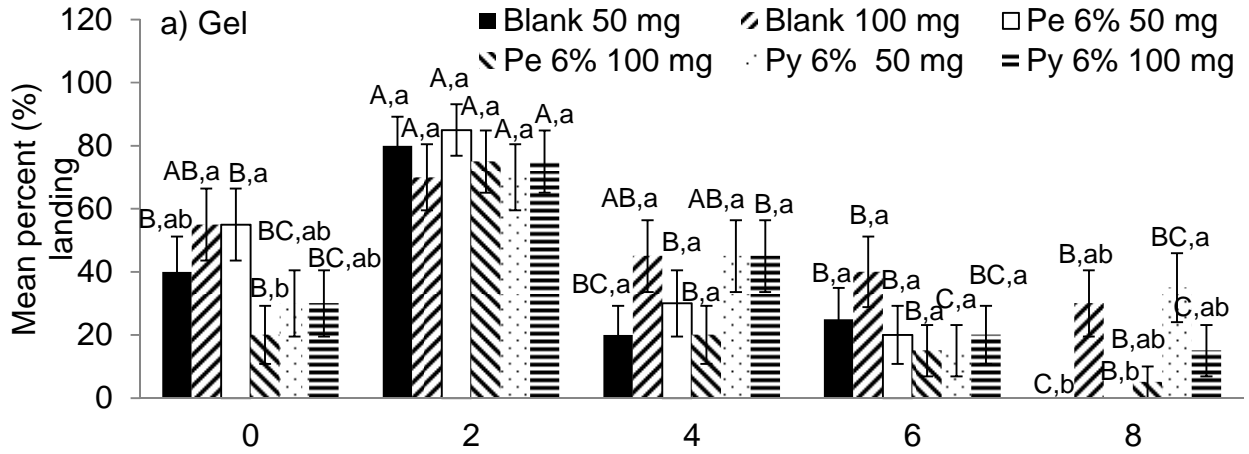 a) Gel
Blank 50 mg
Blank 100 mg
Pe 6% 50 mg
Pe 6% 100 mg
Py 6% 50 mg
Py 6% 100 mg
Mean percent (%)
landing
120
100
80
60
40
20
0
B,ab
AB,a
B,a
B,b
BC,ab
BC,ab
A,a
A,a
A,a
A,a
A,a
A,a
BC,a
AB,a
B,a
B,a
AB,a
B,a
B,a
B,a
B,a
B,a
C,a
BC,a
C,b
B,ab
B,b
B,ab
BC,a
C,ab
0
2
4
6
8